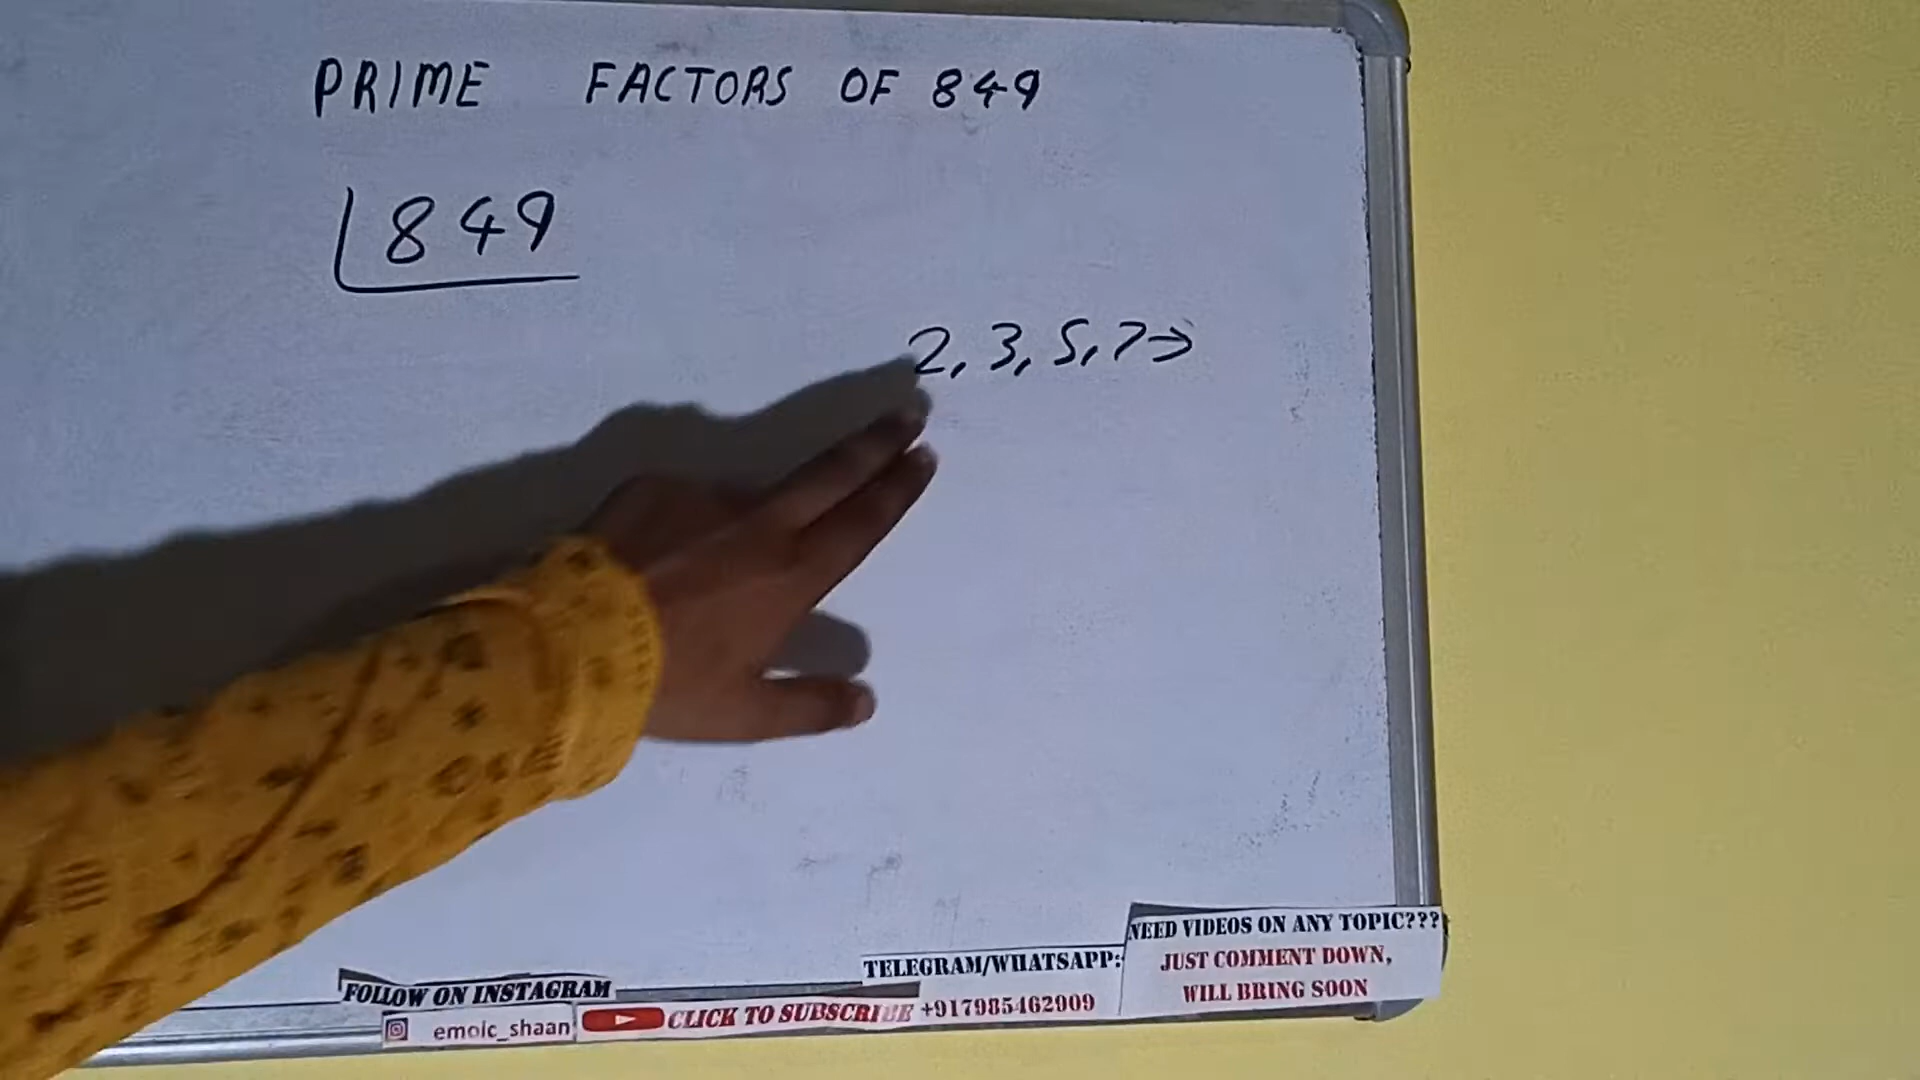 PRIME FACTORS OF 849
849
2, 3, 5, 7→
NEED VIDEOS ON ANY TOPIC???
JUST COMMENT DOWN,
WILL BRING SOON
TELEGRAM/WHATSAPP:-
+917985462909
FOLLOW ON INSTAGRAM
emoic_shaan
CLICK TO SUBSCRIBE